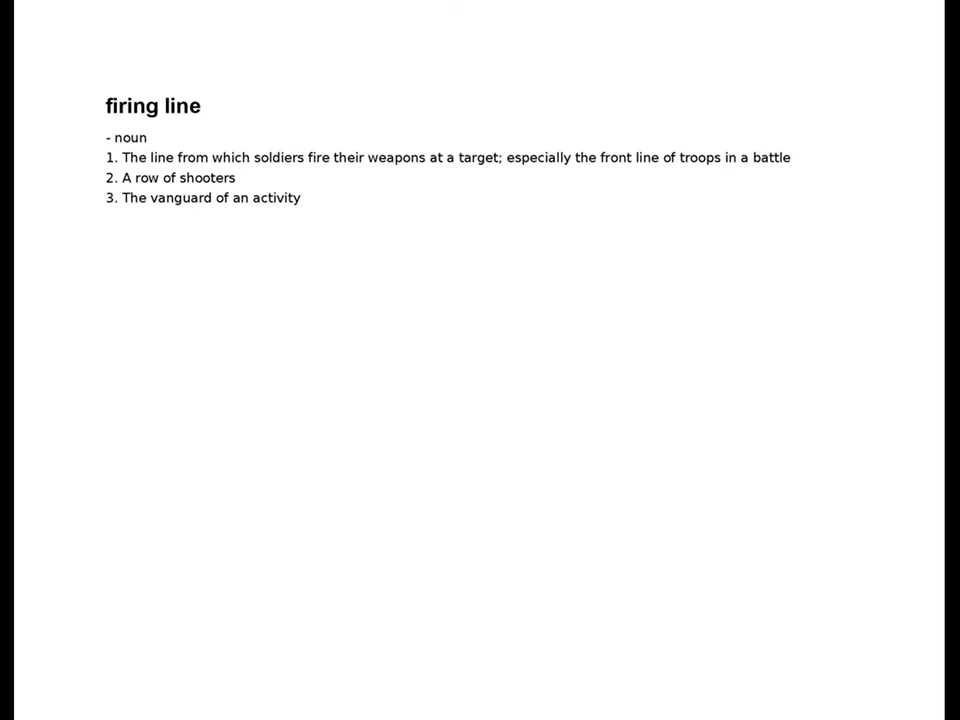 firing line
- noun
1. The line from which soldiers fire their weapons at a target; especially the front line of troops in a battle
2. A row of shooters
3. The vanguard of an activity